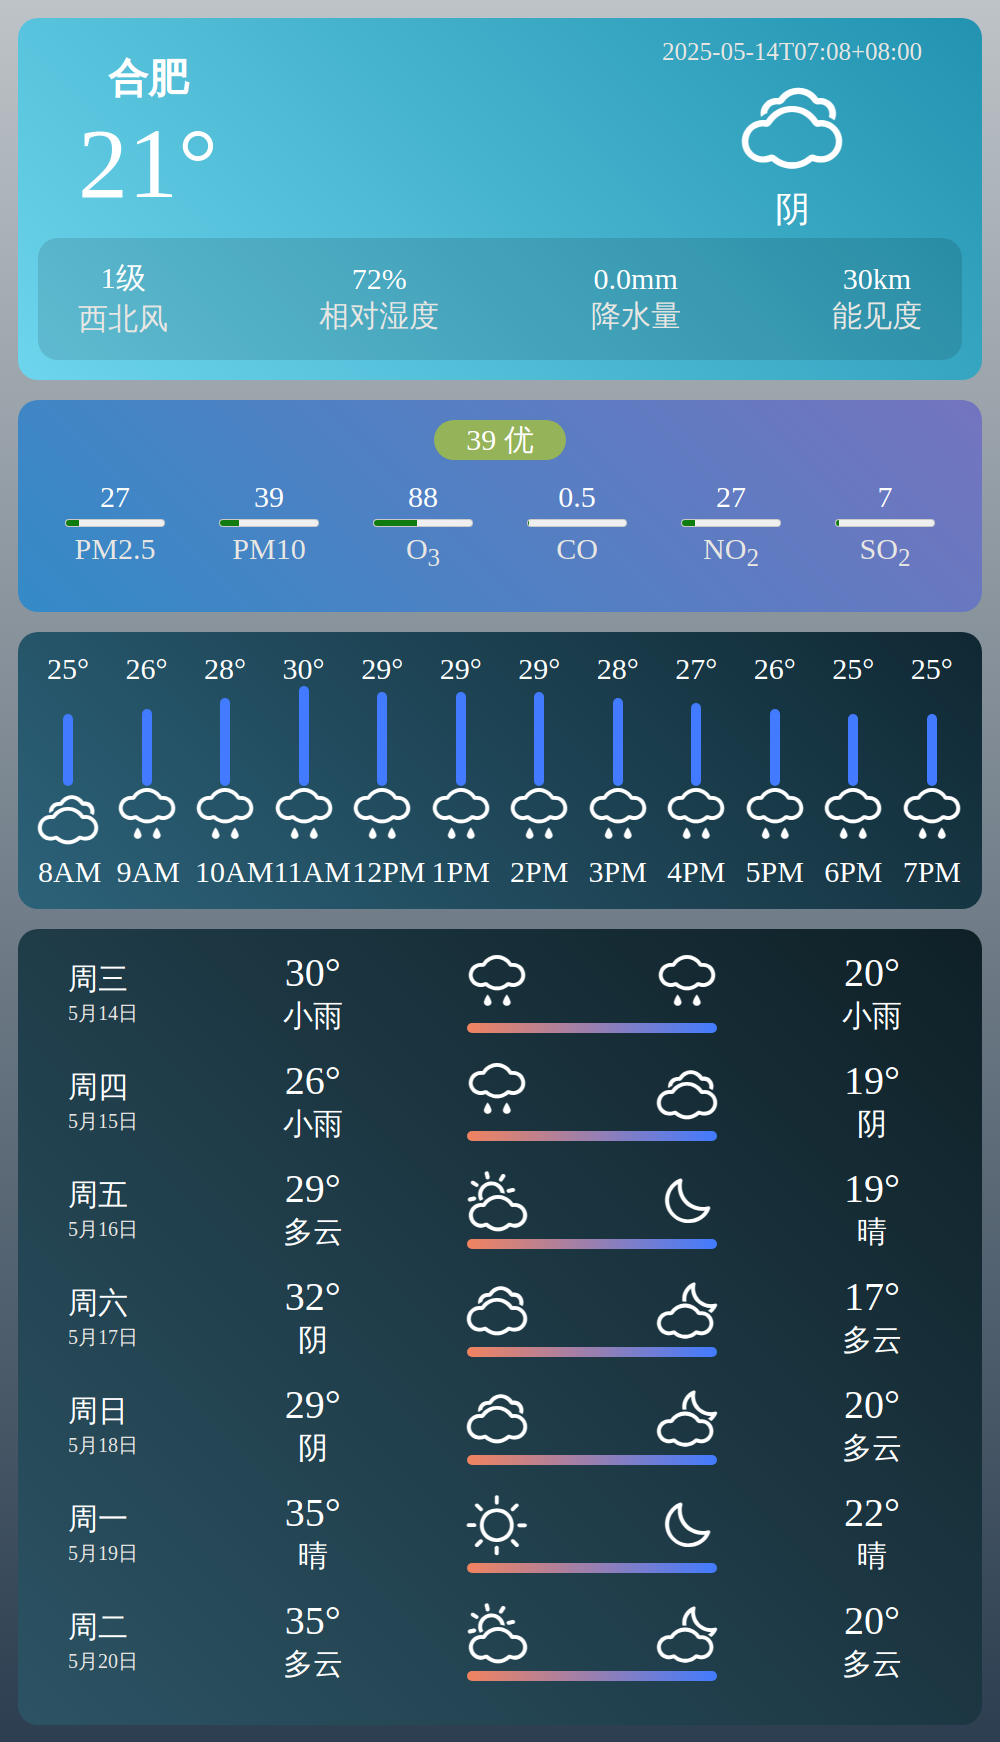 合肥
21°
2025-05-14T07:08+08:00
阴
1级 72% 0.0mm 30km
西北风 相对湿度 降水量 能见度
39 优
27 39 88 0.5 27 7
PM2.5 PM10 O3 CO NO2 SO2
25° 26° 28° 30° 29° 29° 29° 28° 27° 26° 25° 25°
8AM 9AM 10AM 11AM 12PM 1PM 2PM 3PM 4PM 5PM 6PM 7PM
周三 30° 20°
5月14日 小雨 小雨
周四 26° 19°
5月15日 小雨 阴
周五 29° 19°
5月16日 多云 晴
周六 32° 17°
5月17日 阴 多云
周日 29° 20°
5月18日 阴 多云
周一 35° 22°
5月19日 晴 晴
周二 35° 20°
5月20日 多云 多云